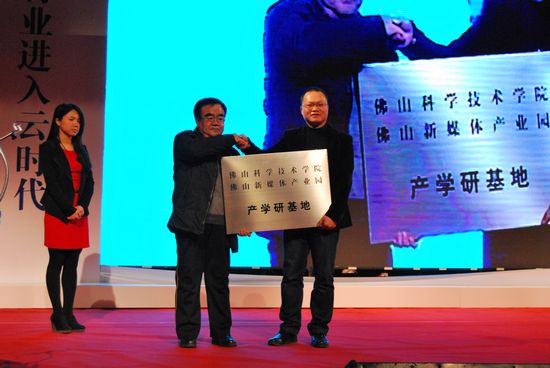 业进入云时代
佛山科学技术学院
佛山新媒体产业园
产学研基地
佛山科学技术学院
佛山新媒体产业园
产学研基地